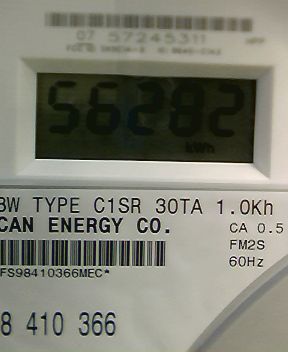 07 57245311
56282
kWh
3W TYPE C1SR 30TA 1.0Kh
CAN ENERGY CO.
CA 0.5
FM2S
60Hz
FS98410366MEC*
8 410 366